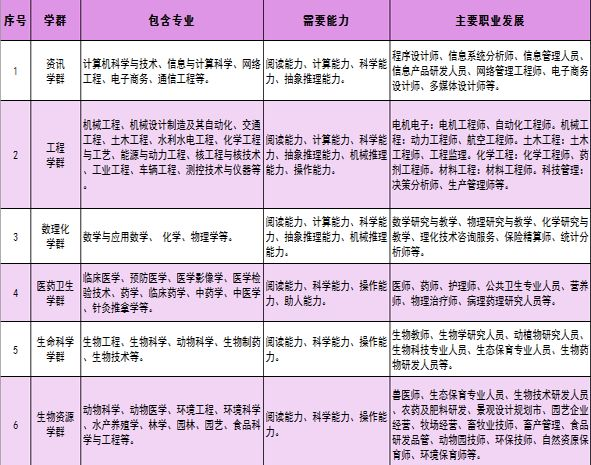 序号 学群 包含专业 需要能力 主要职业发展
1
资讯
学群
计算机科学与技术、信息与计算科学、网络
工程、电子商务、通信工程等。
阅读能力、计算能力、科学能
力、抽象推理能力。
程序设计师、信息系统分析师、信息管理人员、
信息产品研发人员、网络管理工程师、电子商务
设计师、多媒体设计师等。
2
工程
学群
机械工程、机械设计制造及其自动化、交通
工程、土木工程、水利水电工程、化学工程
与工艺、能源与动力工程、核工程与核技术
、工业工程、车辆工程、测控技术与仪器等
。
阅读能力、计算能力、科学能
力、抽象推理能力、机械推理
能力、操作能力。
电机电子：电机工程师、自动化工程师。机械工
程：动力工程师、航空工程师。土木工程：土木
工程师、工程监理。化学工程：化学工程师、药
剂工程师。材料工程：材料工程师。科技管理：
决策分析师、生产管理师等。
3
数理化
学群
数学与应用数学、 化学、物理学等。
阅读能力、计算能力、科学能
力、抽象推理能力、机械推理
能力。
数学研究与教学、物理研究与教学、化学研究与
教学、理化技术咨询服务、保险精算师、统计分
析师等。
4
医药卫生
学群
临床医学、预防医学、医学影像学、医学检
验技术、药学、临床药学、中药学、中医学
、针灸推拿学等。
阅读能力、科学能力、操作能
力、助人能力。
医师、药师、护理师、公共卫生专业人员、营养
师、物理治疗师、病理药理研究人员等。
5
生命科学
学群
生物工程、生物科学、动物科学、生物制药
、生物技术等。
阅读能力、科学能力、操作能
力。
生物教师、生物学研究人员、动植物研究人员、
生物科技专业人员、生态保育专业人员、生物药
物研发人员等。
6
生物资源
学群
动物科学、动物医学、环境工程、环境科学
、水产养殖学、林学、园林、园艺、食品科
学与工程等。
阅读能力、科学能力、操作能
力。
兽医师、生态保育专业人员、生物技术研发人员
、农药及肥料研发、景观设计规划市、园艺企业
经营、牧场经营、畜牧业技师、畜产管理、食品
研发品管、动物园技师、环保技师、自然资源保
育师、环境保育师等。